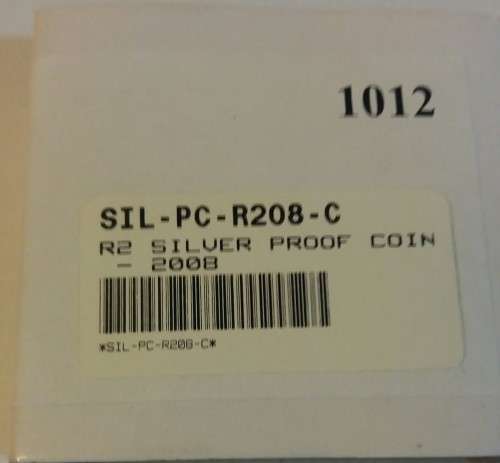 1012
SIL-PC-R208-C
R2 SILVER PROOF COIN
- 2008
*SIL-PC-R208-C*